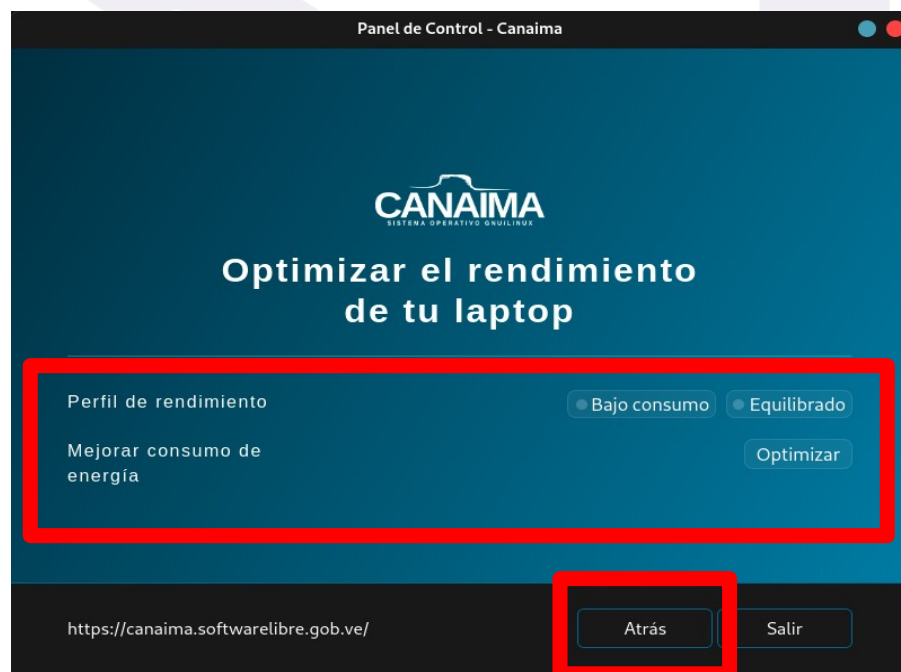 Panel de Control - Canaima
CANAIMA
SISTEMA OPERATIVO GNU/LINUX
Optimizar el rendimiento
de tu laptop
Perfil de rendimiento
Bajo consumo
Equilibrado
Mejorar consumo de
energía
Optimizar
https://canaima.softwarelibre.gob.ve/
Atrás
Salir